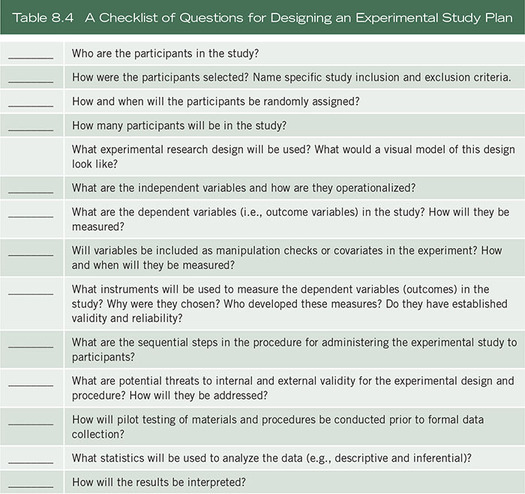 Table 8.4 A Checklist of Questions for Designing an Experimental Study Plan
________ Who are the participants in the study?
________ How were the participants selected? Name specific study inclusion and exclusion criteria.
________ How and when will the participants be randomly assigned?
________ How many participants will be in the study?
What experimental research design will be used? What would a visual model of this design
look like?
________ What are the independent variables and how are they operationalized?
________ What are the dependent variables (i.e., outcome variables) in the study? How will they be
measured?
________ Will variables be included as manipulation checks or covariates in the experiment? How
and when will they be measured?
________ What instruments will be used to measure the dependent variables (outcomes) in the
study? Why were they chosen? Who developed these measures? Do they have established
validity and reliability?
________ What are the sequential steps in the procedure for administering the experimental study to
participants?
________ What are potential threats to internal and external validity for the experimental design and
procedure? How will they be addressed?
________ How will pilot testing of materials and procedures be conducted prior to formal data
collection?
________ What statistics will be used to analyze the data (e.g., descriptive and inferential)?
________ How will the results be interpreted?